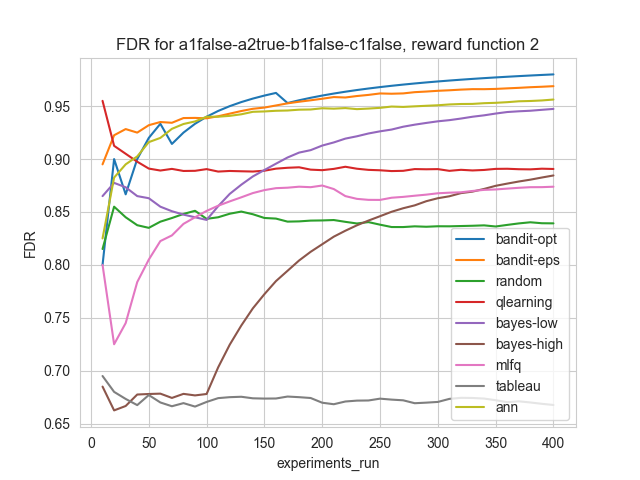 FDR for a1false-a2true-b1false-c1false, reward function 2
FDR
0.95
0.90
0.85
0.80
0.75
0.70
0.65
0
50
100
150
200
250
300
350
400
experiments_run
bandit-opt
bandit-eps
random
qlearning
bayes-low
bayes-high
mlfq
tableau
ann